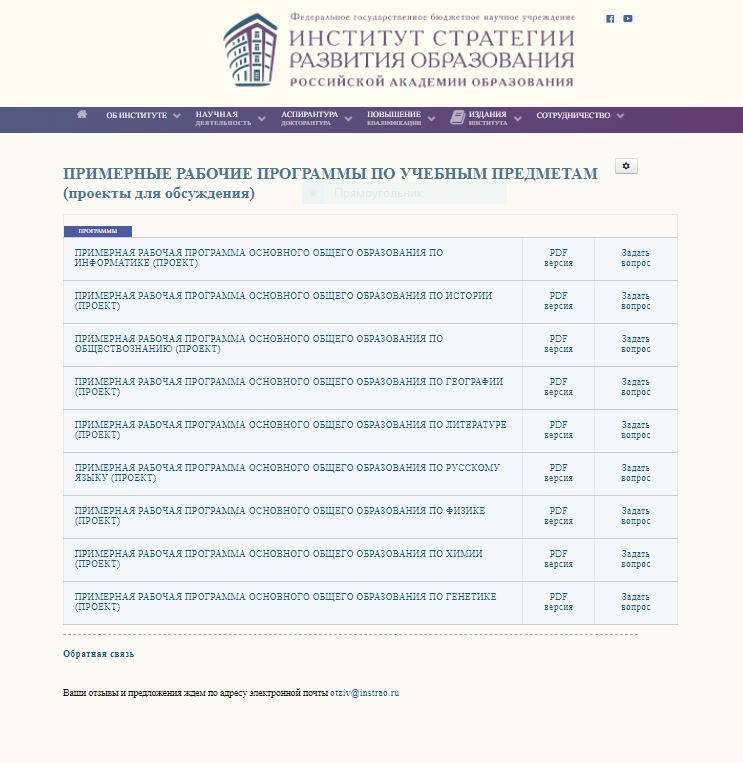 Федеральное государственное бюджетное научное учреждение
ИНСТИТУТ СТРАТЕГИИ
РАЗВИТИЯ ОБРАЗОВАНИЯ
РОССИЙСКОЙ АКАДЕМИИ ОБРАЗОВАНИЯ
ОБ ИНСТИТУТЕ
НАУЧНАЯ
ДЕЯТЕЛЬНОСТЬ
АСПИРАНТУРА
ДОКТОРАНТУРА
ПОВЫШЕНИЕ
КВАЛИФИКАЦИИ
ИЗДАНИЯ
ИНСТИТУТА
СОТРУДНИЧЕСТВО
ПРИМЕРНЫЕ РАБОЧИЕ ПРОГРАММЫ ПО УЧЕБНЫМ ПРЕДМЕТАМ
(проекты для обсуждения)
Прямоугольник
ПРОГРАММЫ
ПРИМЕРНАЯ РАБОЧАЯ ПРОГРАММА ОСНОВНОГО ОБЩЕГО ОБРАЗОВАНИЯ ПО
ИНФОРМАТИКЕ (ПРОЕКТ)
PDF
версия
Задать
вопрос
ПРИМЕРНАЯ РАБОЧАЯ ПРОГРАММА ОСНОВНОГО ОБЩЕГО ОБРАЗОВАНИЯ ПО ИСТОРИИ
(ПРОЕКТ)
PDF
версия
Задать
вопрос
ПРИМЕРНАЯ РАБОЧАЯ ПРОГРАММА ОСНОВНОГО ОБЩЕГО ОБРАЗОВАНИЯ ПО
ОБЩЕСТВОЗНАНИЮ (ПРОЕКТ)
PDF
версия
Задать
вопрос
ПРИМЕРНАЯ РАБОЧАЯ ПРОГРАММА ОСНОВНОГО ОБЩЕГО ОБРАЗОВАНИЯ ПО ГЕОГРАФИИ
(ПРОЕКТ)
PDF
версия
Задать
вопрос
ПРИМЕРНАЯ РАБОЧАЯ ПРОГРАММА ОСНОВНОГО ОБЩЕГО ОБРАЗОВАНИЯ ПО ЛИТЕРАТУРЕ
(ПРОЕКТ)
PDF
версия
Задать
вопрос
ПРИМЕРНАЯ РАБОЧАЯ ПРОГРАММА ОСНОВНОГО ОБЩЕГО ОБРАЗОВАНИЯ ПО РУССКОМУ
ЯЗЫКУ (ПРОЕКТ)
PDF
версия
Задать
вопрос
ПРИМЕРНАЯ РАБОЧАЯ ПРОГРАММА ОСНОВНОГО ОБЩЕГО ОБРАЗОВАНИЯ ПО ФИЗИКЕ
(ПРОЕКТ)
PDF
версия
Задать
вопрос
ПРИМЕРНАЯ РАБОЧАЯ ПРОГРАММА ОСНОВНОГО ОБЩЕГО ОБРАЗОВАНИЯ ПО ХИМИИ
(ПРОЕКТ)
PDF
версия
Задать
вопрос
ПРИМЕРНАЯ РАБОЧАЯ ПРОГРАММА ОСНОВНОГО ОБЩЕГО ОБРАЗОВАНИЯ ПО ГЕНЕТИКЕ
(ПРОЕКТ)
PDF
версия
Задать
вопрос
Обратная связь
Ваши отзывы и предложения ждем по адресу электронной почты otziv@instrao.ru